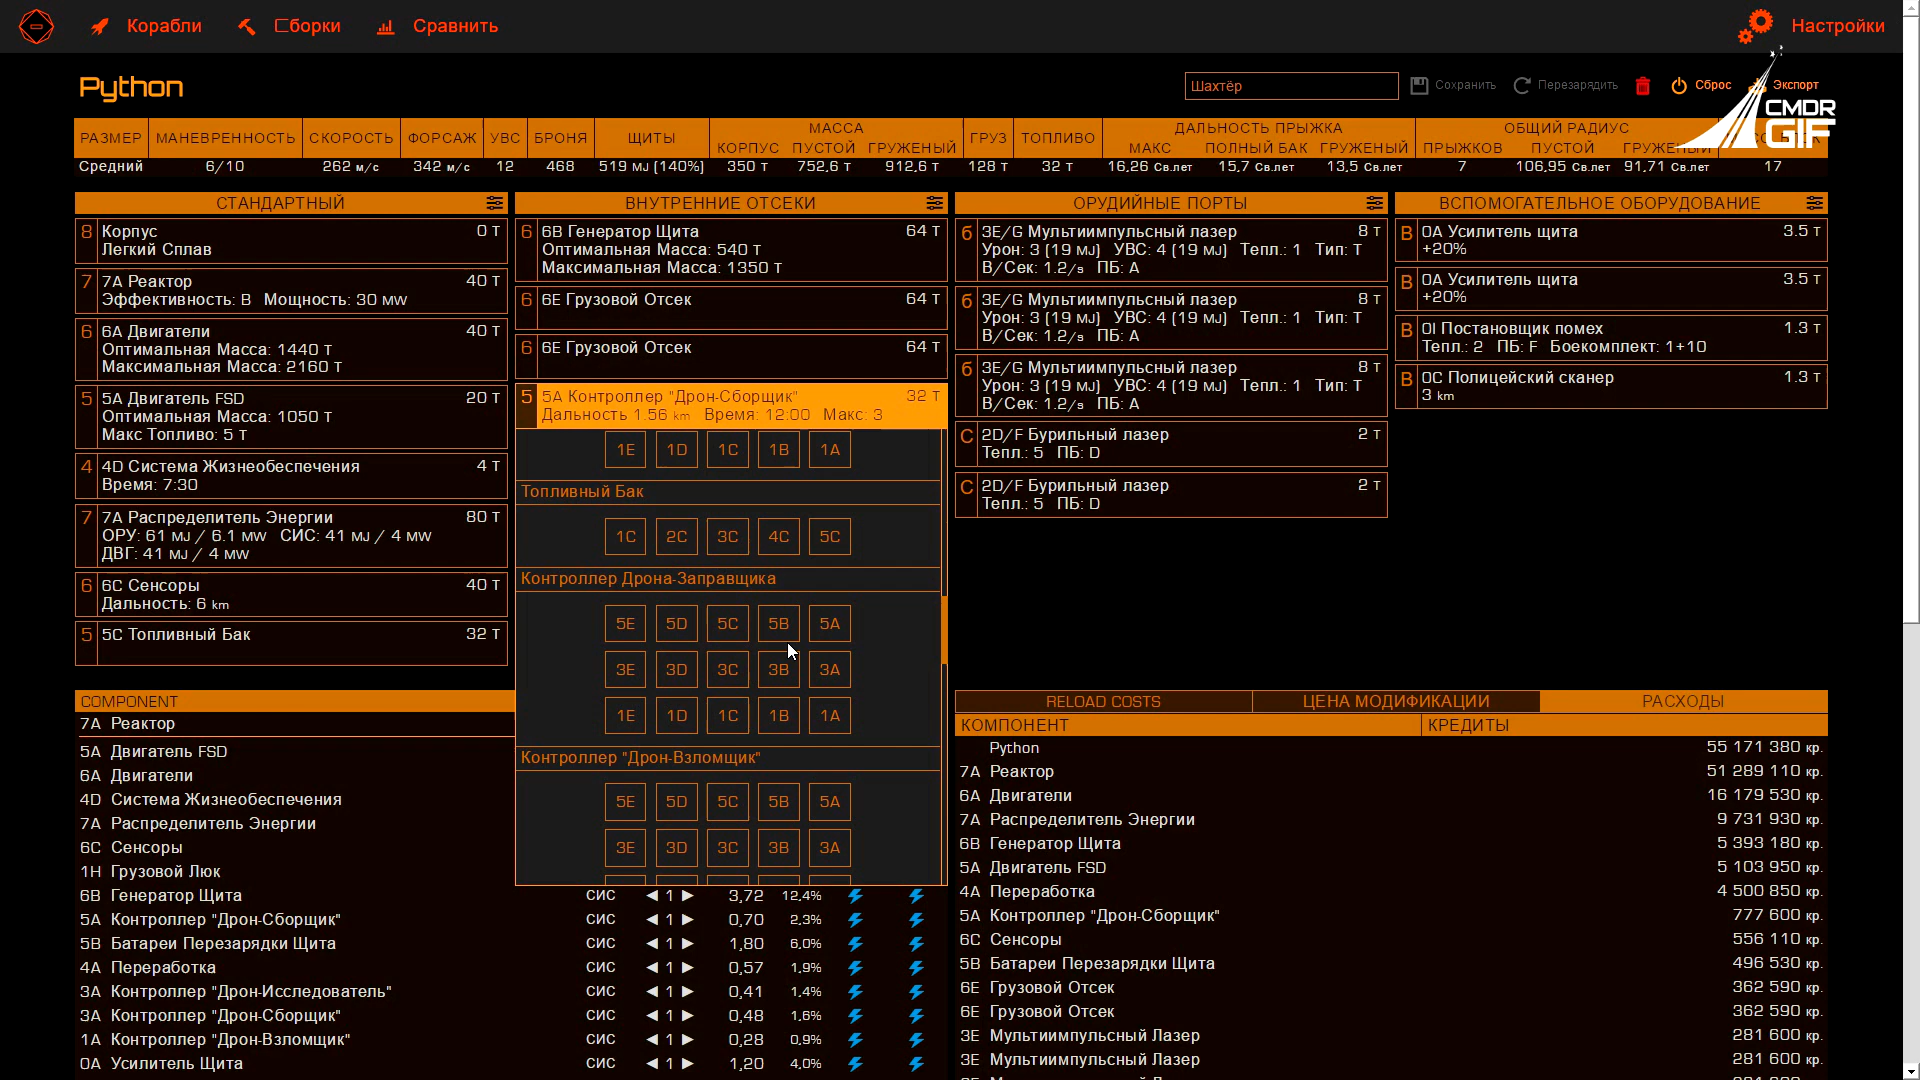 Корабли
Сборки
Сравнить
Настройки
Python
Шахтёр
Сохранить
Перезарядить
Сброс
Экспорт
CMDR
GIF
РАЗМЕР МАНЕВРЕННОСТЬ СКОРОСТЬ ФОРСАЖ УВС БРОНЯ ЩИТЫ МАССА ГРУЗ ТОПЛИВО ДАЛЬНОСТЬ ПРЫЖКА ОБЩИЙ РАДИУС
КОРПУС ПУСТОЙ ГРУЖЕНЫЙ МАКС ПОЛНЫЙ БАК ГРУЖЕНЫЙ ПРЫЖКОВ ПУСТОЙ ГРУЖЕНЫЙ
Средний 6/10 262 м/с 342 м/с 12 468 519 MJ (140%) 350 Т 752,6 Т 912,6 Т 128 Т 32 Т 16,26 Св.лет 15,7 Св.лет 13,5 Св.лет 7 106,95 Св.лет 91,71 Св.лет 17
СТАНДАРТНЫЙ
8 Корпус 0 Т
Легкий Сплав
7 7A Реактор 40 Т
Эффективность: B Мощность: 30 MW
6 6A Двигатели 40 Т
Оптимальная Масса: 1440 Т
Максимальная Масса: 2160 Т
5 5A Двигатель FSD 20 Т
Оптимальная Масса: 1050 Т
Макс Топливо: 5 Т
4 4D Система Жизнеобеспечения 4 Т
Время: 7:30
7 7A Распределитель Энергии 80 Т
ОРУ: 61 MJ / 6.1 MW СИС: 41 MJ / 4 MW
ДВГ: 41 MJ / 4 MW
6 6C Сенсоры 40 Т
Дальность: 6 km
5 5C Топливный Бак 32 Т
ВНУТРЕННИЕ ОТСЕКИ
6 6B Генератор Щита 64 Т
Оптимальная Масса: 540 Т
Максимальная Масса: 1350 Т
6 6E Грузовой Отсек 64 Т
6 6E Грузовой Отсек 64 Т
5 5A Контроллер "Дрон-Сборщик" 32 Т
Дальность 1.56 km Время: 12:00 Макс: 3
1E 1D 1C 1B 1A
Топливный Бак
1C 2C 3C 4C 5C
Контроллер Дрона-Заправщика
5E 5D 5C 5B 5A
3E 3D 3C 3B 3A
1E 1D 1C 1B 1A
Контроллер "Дрон-Взломщик"
5E 5D 5C 5B 5A
3E 3D 3C 3B 3A
ОРУДИЙНЫЕ ПОРТЫ
б 3E/G Мультиимпульсный лазер 8 Т
Урон: 3 (19 MJ) УВС: 4 (19 MJ) Тепл.: 1 Тип: T
В/Сек: 1.2/s ПБ: A
б 3E/G Мультиимпульсный лазер 8 Т
Урон: 3 (19 MJ) УВС: 4 (19 MJ) Тепл.: 1 Тип: T
В/Сек: 1.2/s ПБ: A
б 3E/G Мультиимпульсный лазер 8 Т
Урон: 3 (19 MJ) УВС: 4 (19 MJ) Тепл.: 1 Тип: T
В/Сек: 1.2/s ПБ: A
С 2D/F Бурильный лазер 2 Т
Тепл.: 5 ПБ: D
С 2D/F Бурильный лазер 2 Т
Тепл.: 5 ПБ: D
ВСПОМОГАТЕЛЬНОЕ ОБОРУДОВАНИЕ
В 0A Усилитель щита 3.5 Т
+20%
В 0A Усилитель щита 3.5 Т
+20%
В 0I Постановщик помех 1.3 Т
Тепл.: 2 ПБ: F Боекомплект: 1+10
В 0C Полицейский сканер 1.3 Т
3 km
COMPONENT
7A Реактор
5A Двигатель FSD
6A Двигатели
4D Система Жизнеобеспечения
7A Распределитель Энергии
6C Сенсоры
1H Грузовой Люк
6B Генератор Щита СИС 1 3,72 12,4%
5A Контроллер "Дрон-Сборщик" СИС 1 0,70 2,3%
5B Батареи Перезарядки Щита СИС 1 1,80 6,0%
4A Переработка СИС 1 0,57 1,9%
3A Контроллер "Дрон-Исследователь" СИС 1 0,41 1,4%
3A Контроллер "Дрон-Сборщик" СИС 1 0,48 1,6%
1A Контроллер "Дрон-Взломщик" СИС 1 0,28 0,9%
0A Усилитель Щита СИС 1 1,20 4,0%
RELOAD COSTS ЦЕНА МОДИФИКАЦИИ РАСХОДЫ
КОМПОНЕНТ КРЕДИТЫ
Python 55 171 380 кр.
7A Реактор 51 289 110 кр.
6A Двигатели 16 179 530 кр.
7A Распределитель Энергии 9 731 930 кр.
6B Генератор Щита 5 393 180 кр.
5A Двигатель FSD 5 103 950 кр.
4A Переработка 4 500 850 кр.
5A Контроллер "Дрон-Сборщик" 777 600 кр.
6C Сенсоры 556 110 кр.
5B Батареи Перезарядки Щита 496 530 кр.
6E Грузовой Отсек 362 590 кр.
6E Грузовой Отсек 362 590 кр.
3E Мультиимпульсный Лазер 281 600 кр.
3E Мультиимпульсный Лазер 281 600 кр.